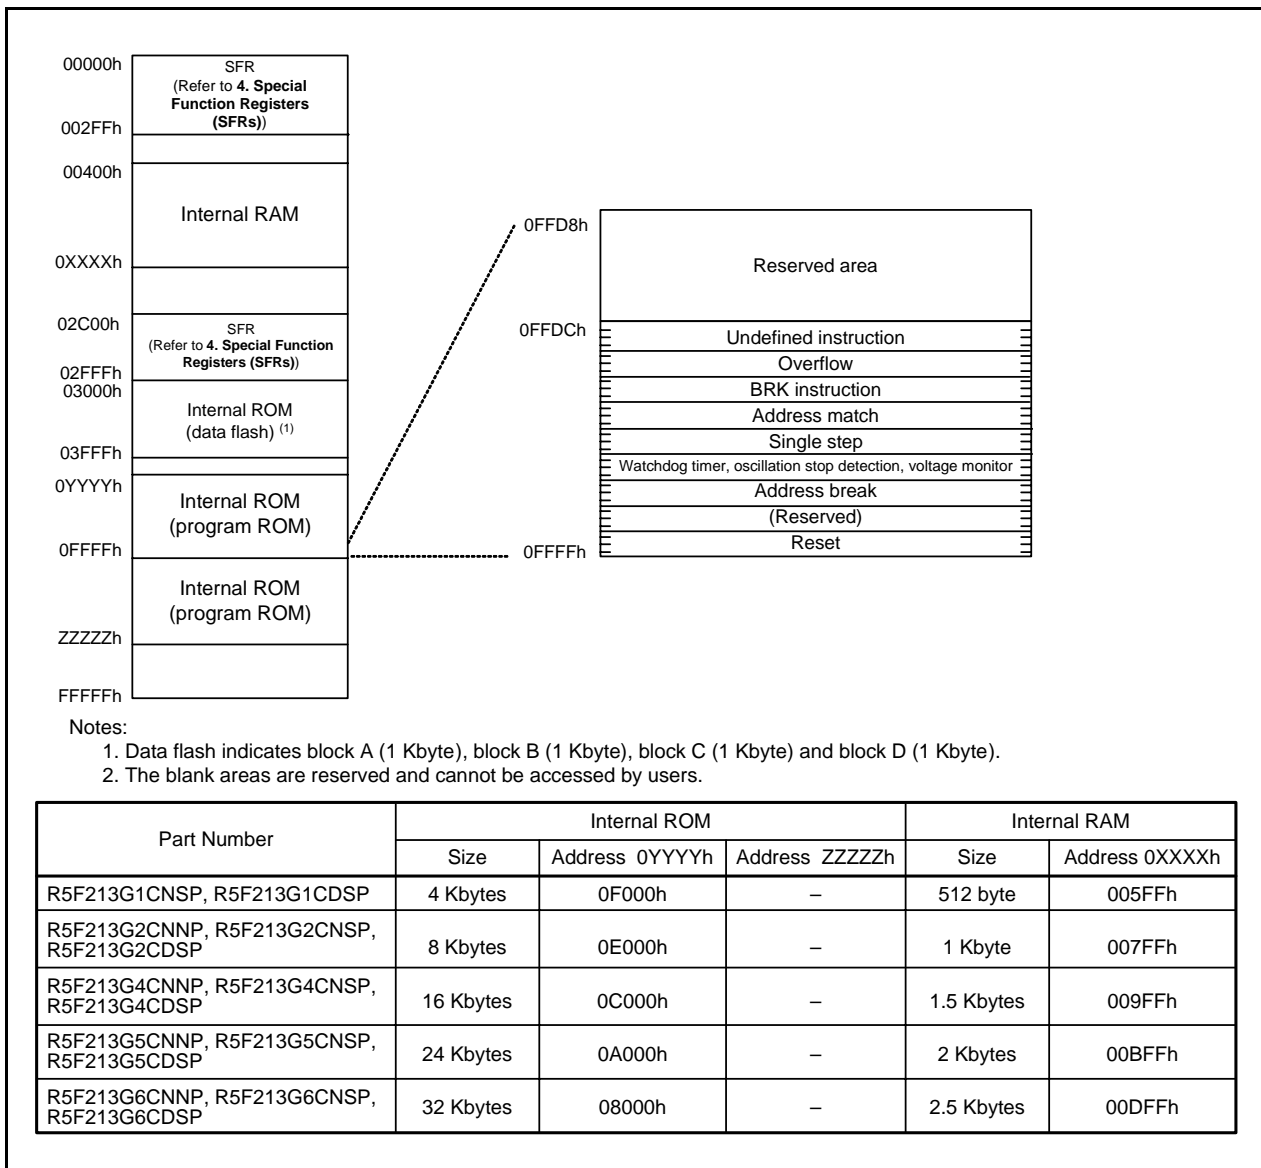 00000h
SFR
(Refer to 4. Special
Function Registers
(SFRs))
002FFh
00400h
Internal RAM
0XXXXh
02C00h
SFR
(Refer to 4. Special Function
Registers (SFRs))
02FFFh
03000h
Internal ROM
(data flash) (1)
03FFFh
0YYYYh
Internal ROM
(program ROM)
0FFFFh
Internal ROM
(program ROM)
ZZZZZh
FFFFFh
0FFD8h
Reserved area
0FFDCh
Undefined instruction
Overflow
BRK instruction
Address match
Single step
Watchdog timer, oscillation stop detection, voltage monitor
Address break
(Reserved)
Reset
0FFFFh
Notes:
1. Data flash indicates block A (1 Kbyte), block B (1 Kbyte), block C (1 Kbyte) and block D (1 Kbyte).
2. The blank areas are reserved and cannot be accessed by users.
Part Number Internal ROM Internal RAM
Size Address 0YYYYh Address ZZZZZh Size Address 0XXXXh
R5F213G1CNSP, R5F213G1CDSP 4 Kbytes 0F000h – 512 byte 005FFh
R5F213G2CNNP, R5F213G2CNSP,
R5F213G2CDSP 8 Kbytes 0E000h – 1 Kbyte 007FFh
R5F213G4CNNP, R5F213G4CNSP,
R5F213G4CDSP 16 Kbytes 0C000h – 1.5 Kbytes 009FFh
R5F213G5CNNP, R5F213G5CNSP,
R5F213G5CDSP 24 Kbytes 0A000h – 2 Kbytes 00BFFh
R5F213G6CNNP, R5F213G6CNSP,
R5F213G6CDSP 32 Kbytes 08000h – 2.5 Kbytes 00DFFh